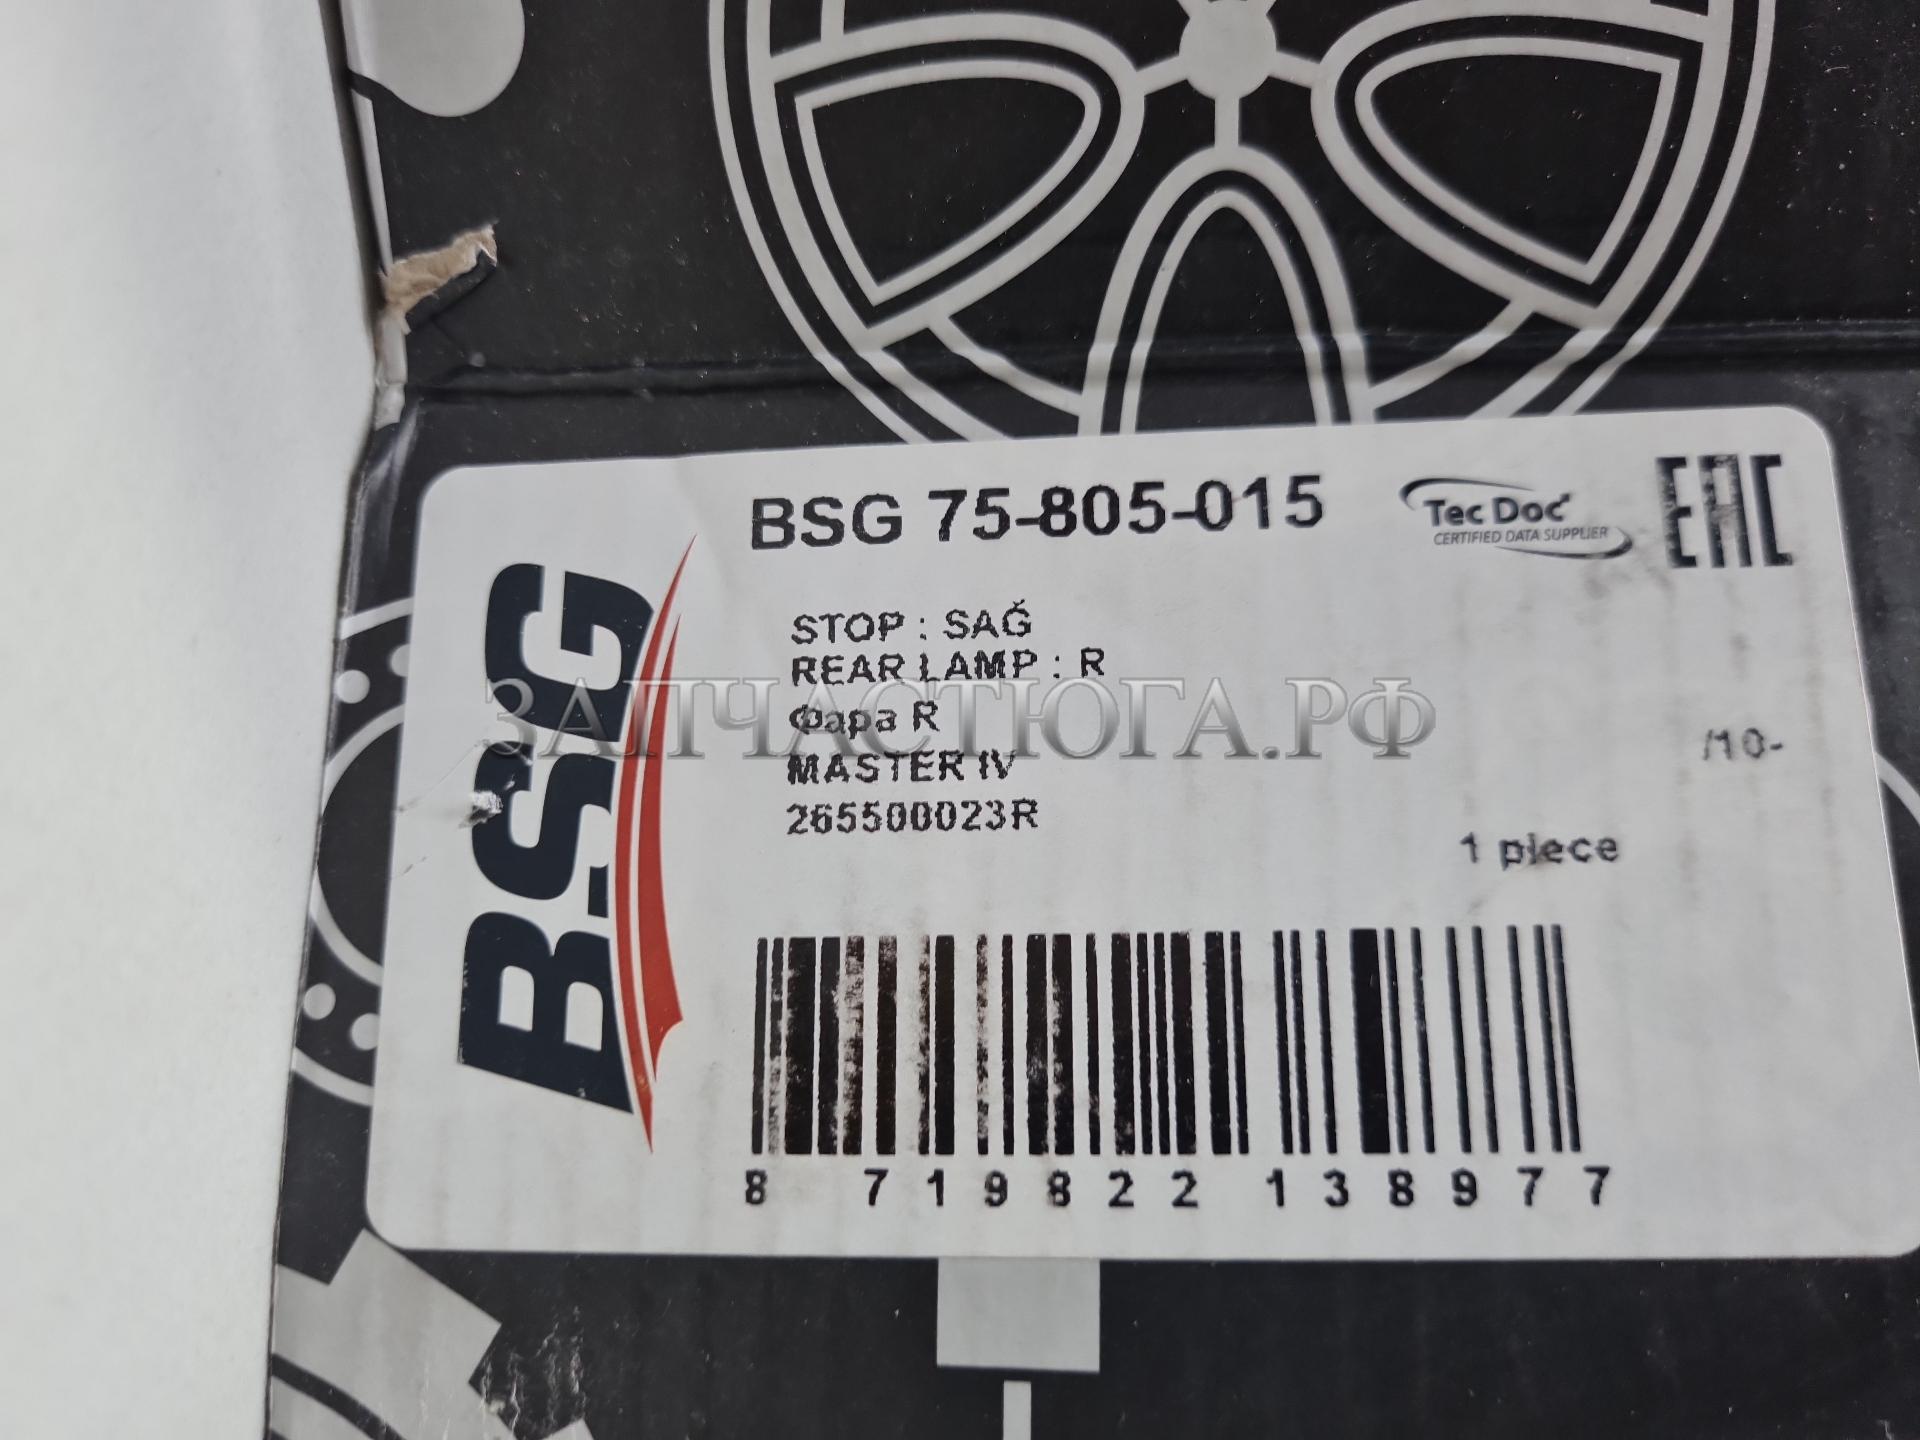 BSG 75-805-015
Tec Doc
CERTIFIED DATA SUPPLIER
EAC
BSG
STOP : SAĞ
REAR LAMP : R
ЗАПЧАСТЮГА.РФ
Фара R
MASTER IV
265500023R
/10-
1 piece
8 719822 138977